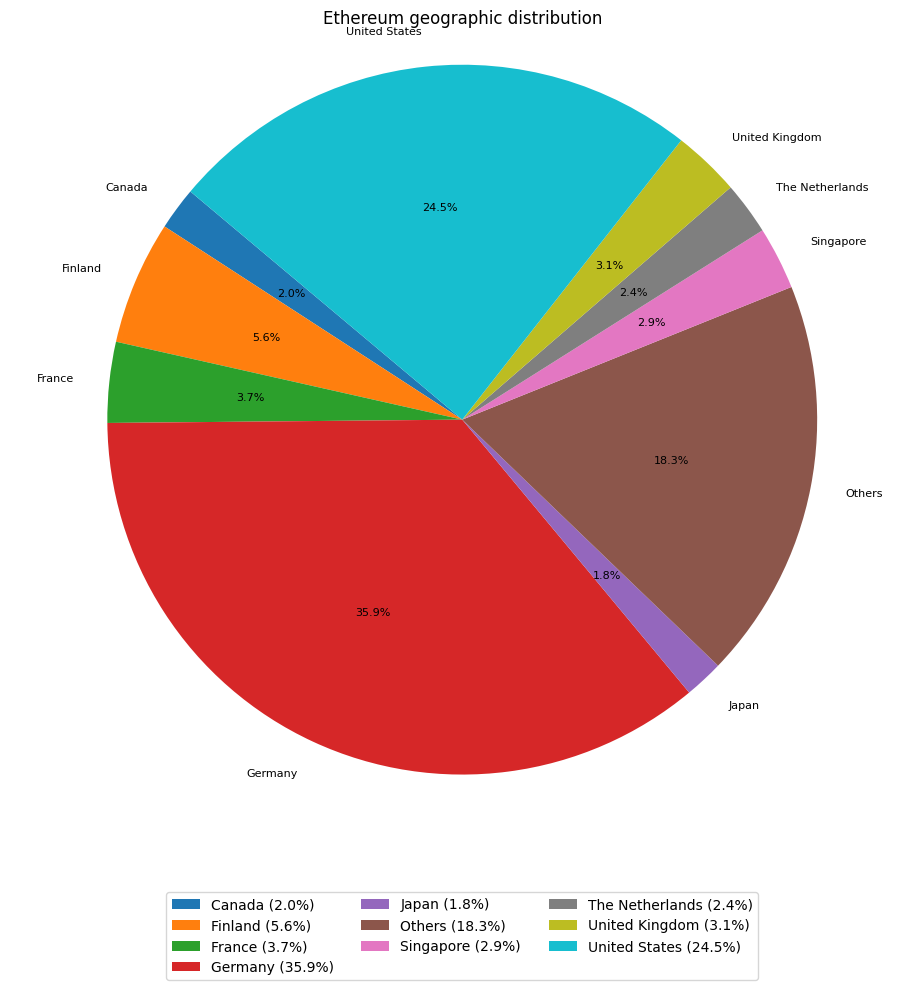 Ethereum geographic distribution
United States
United Kingdom
Canada
The Netherlands
24.5%
Singapore
Finland
3.1%
2.0%
2.4%
2.9%
5.6%
France
3.7%
18.3%
Others
1.8%
35.9%
Japan
Germany
Canada (2.0%)
Finland (5.6%)
France (3.7%)
Germany (35.9%)
Japan (1.8%)
Others (18.3%)
Singapore (2.9%)
The Netherlands (2.4%)
United Kingdom (3.1%)
United States (24.5%)